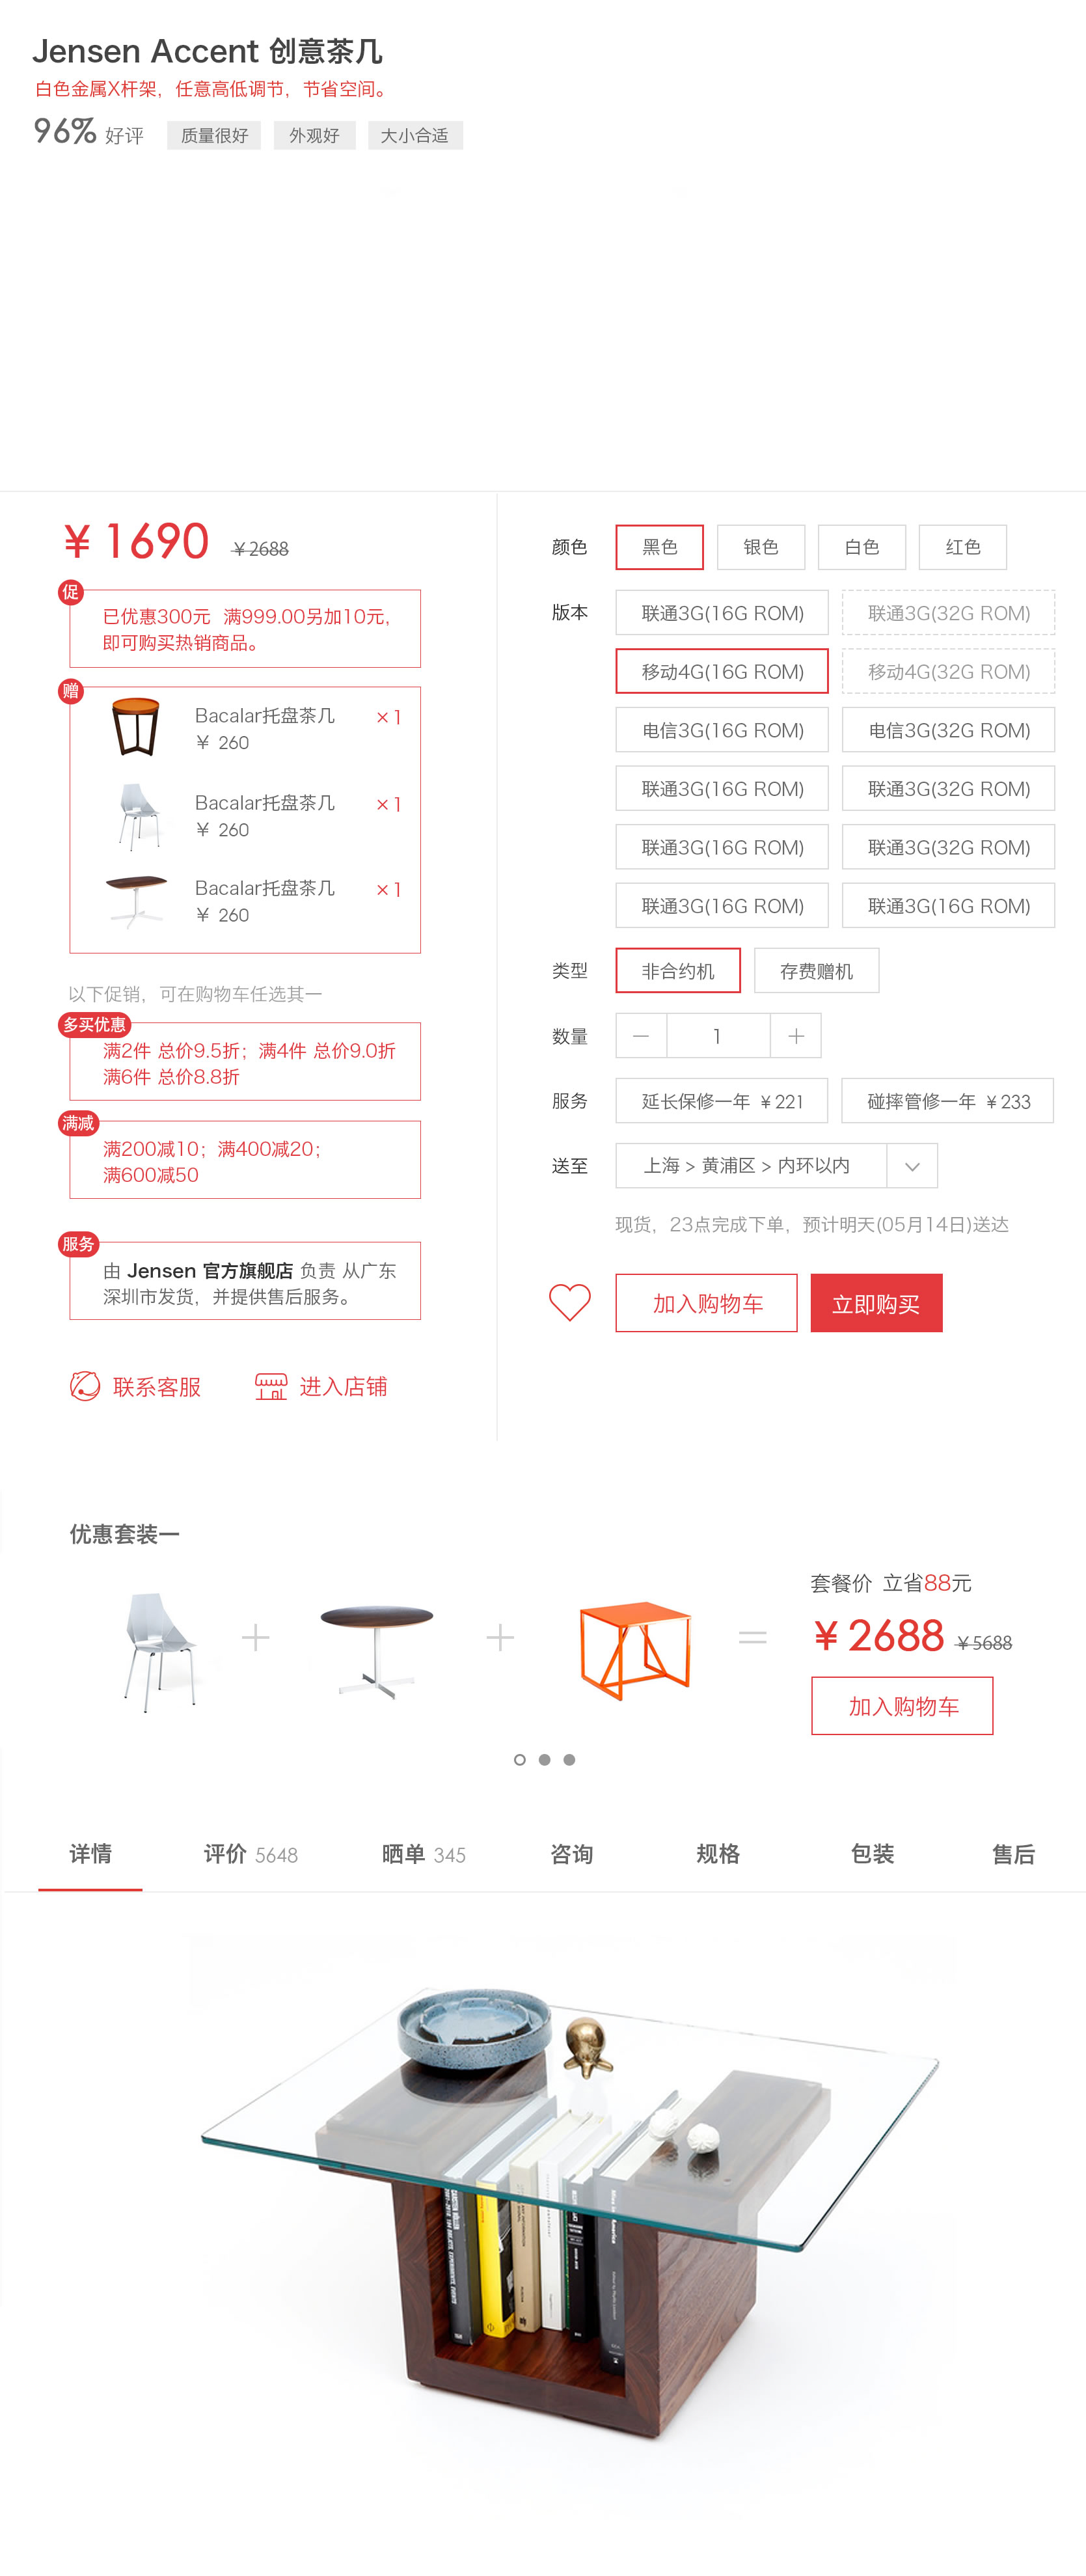 Jensen Accent 创意茶几
白色金属X杆架，任意高低调节，节省空间。
96% 好评 质量很好 外观好 大小合适
¥ 1690 ¥2688
促
已优惠300元 满999.00另加10元，
即可购买热销商品。
赠
Bacalar托盘茶几 ×1
¥ 260
Bacalar托盘茶几 ×1
¥ 260
Bacalar托盘茶几 ×1
¥ 260
以下促销，可在购物车任选其一
多买优惠
满2件 总价9.5折；满4件 总价9.0折
满6件 总价8.8折
满减
满200减10；满400减20；
满600减50
服务
由 Jensen 官方旗舰店 负责 从广东
深圳市发货，并提供售后服务。
联系客服 进入店铺
颜色 黑色 银色 白色 红色
版本 联通3G(16G ROM) 联通3G(32G ROM)
移动4G(16G ROM) 移动4G(32G ROM)
电信3G(16G ROM) 电信3G(32G ROM)
联通3G(16G ROM) 联通3G(32G ROM)
联通3G(16G ROM) 联通3G(32G ROM)
联通3G(16G ROM) 联通3G(16G ROM)
类型 非合约机 存费赠机
数量 — 1 +
服务 延长保修一年 ¥221 碰摔管修一年 ¥233
送至 上海 > 黄浦区 > 内环以内
现货，23点完成下单，预计明天(05月14日)送达
加入购物车 立即购买
优惠套装一
+ + =
套餐价 立省88元
¥2688 ¥5688
加入购物车
详情 评价 5648 晒单 345 咨询 规格 包装 售后